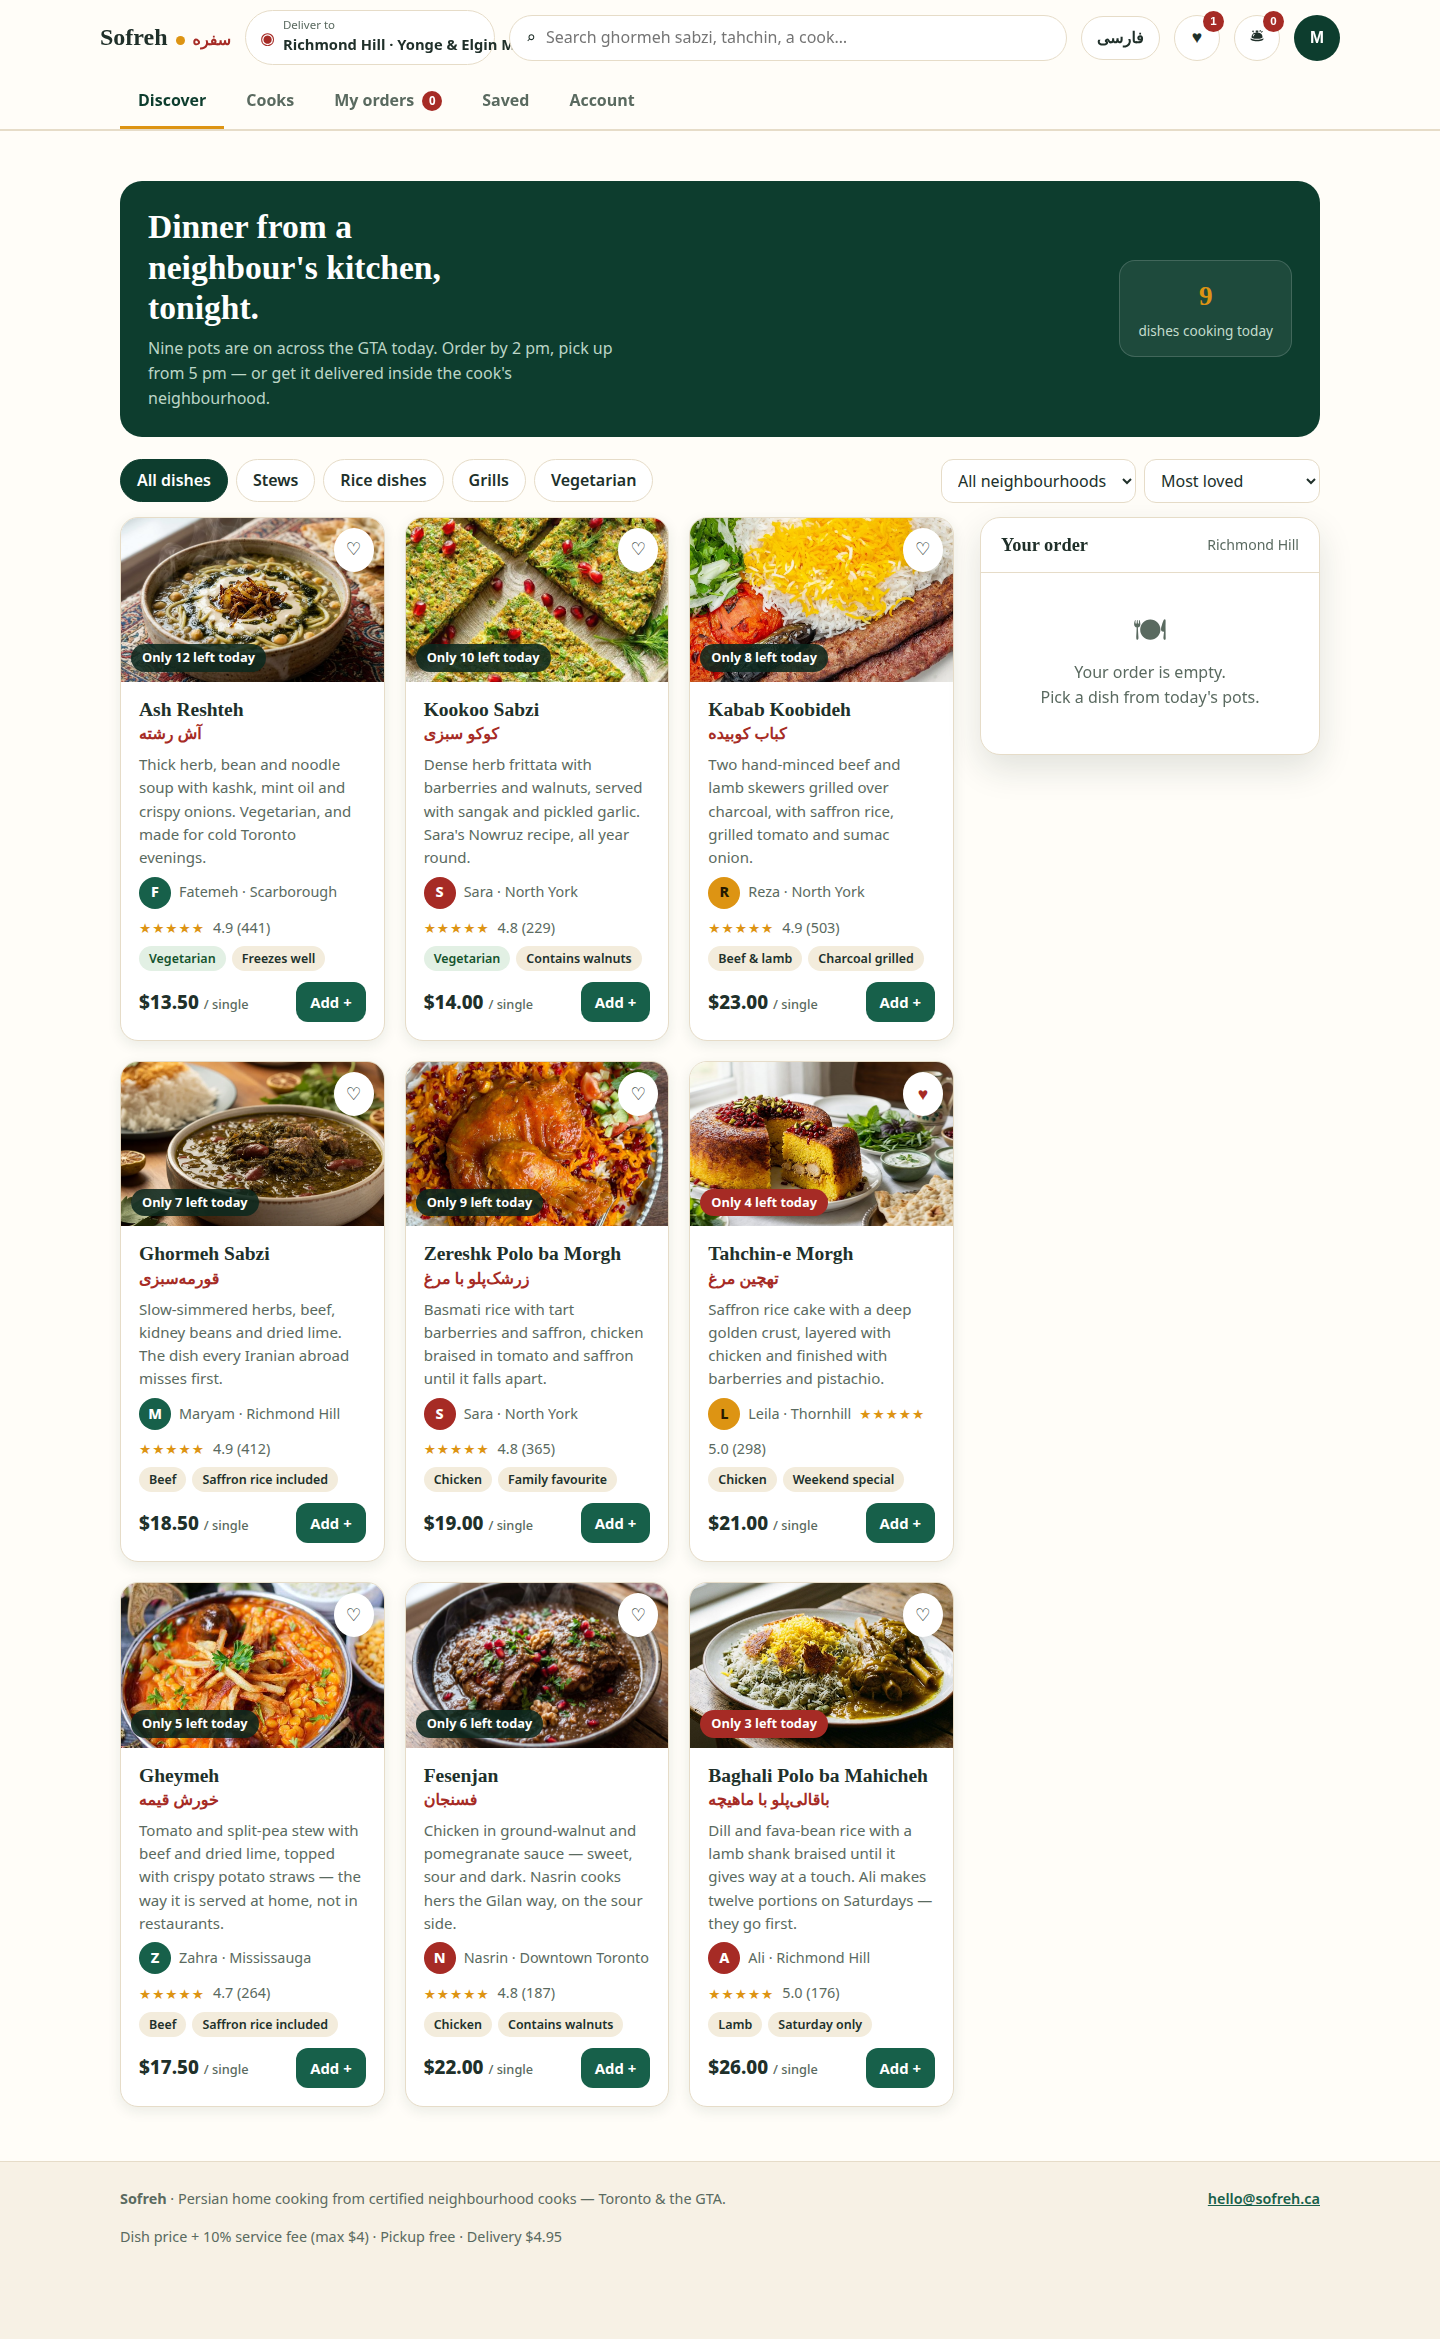 Sofreh سفره
Deliver to
Richmond Hill · Yonge & Elgin
Search ghormeh sabzi, tahchin, a cook...
فارسی
1
0
M
Discover
Cooks
My orders 0
Saved
Account
Dinner from a
neighbour's kitchen,
tonight.
Nine pots are on across the GTA today. Order by 2 pm, pick up
from 5 pm — or get it delivered inside the cook's
neighbourhood.
9
dishes cooking today
All dishes
Stews
Rice dishes
Grills
Vegetarian
All neighbourhoods
Most loved
Only 12 left today
Ash Reshteh
آش رشته
Thick herb, bean and noodle
soup with kashk, mint oil and
crispy onions. Vegetarian, and
made for cold Toronto
evenings.
F Fatemeh · Scarborough
★★★★★ 4.9 (441)
Vegetarian Freezes well
$13.50 / single Add +
Only 10 left today
Kookoo Sabzi
کوکو سبزی
Dense herb frittata with
barberries and walnuts, served
with sangak and pickled garlic.
Sara's Nowruz recipe, all year
round.
S Sara · North York
★★★★★ 4.8 (229)
Vegetarian Contains walnuts
$14.00 / single Add +
Only 8 left today
Kabab Koobideh
کباب کوبیده
Two hand-minced beef and
lamb skewers grilled over
charcoal, with saffron rice,
grilled tomato and sumac
onion.
R Reza · North York
★★★★★ 4.9 (503)
Beef & lamb Charcoal grilled
$23.00 / single Add +
Your order
Richmond Hill
Your order is empty.
Pick a dish from today's pots.
Only 7 left today
Ghormeh Sabzi
قورمه‌سبزی
Slow-simmered herbs, beef,
kidney beans and dried lime.
The dish every Iranian abroad
misses first.
M Maryam · Richmond Hill
★★★★★ 4.9 (412)
Beef Saffron rice included
$18.50 / single Add +
Only 9 left today
Zereshk Polo ba Morgh
زرشک‌پلو با مرغ
Basmati rice with tart
barberries and saffron, chicken
braised in tomato and saffron
until it falls apart.
S Sara · North York
★★★★★ 4.8 (365)
Chicken Family favourite
$19.00 / single Add +
Only 4 left today
Tahchin-e Morgh
تهچین مرغ
Saffron rice cake with a deep
golden crust, layered with
chicken and finished with
barberries and pistachio.
L Leila · Thornhill ★★★★★
5.0 (298)
Chicken Weekend special
$21.00 / single Add +
Only 5 left today
Gheymeh
خورش قیمه
Tomato and split-pea stew with
beef and dried lime, topped
with crispy potato straws — the
way it is served at home, not in
restaurants.
Z Zahra · Mississauga
★★★★★ 4.7 (264)
Beef Saffron rice included
$17.50 / single Add +
Only 6 left today
Fesenjan
فسنجان
Chicken in ground-walnut and
pomegranate sauce — sweet,
sour and dark. Nasrin cooks
hers the Gilan way, on the sour
side.
N Nasrin · Downtown Toronto
★★★★★ 4.8 (187)
Chicken Contains walnuts
$22.00 / single Add +
Only 3 left today
Baghali Polo ba Mahicheh
باقالی‌پلو با ماهیچه
Dill and fava-bean rice with a
lamb shank braised until it
gives way at a touch. Ali makes
twelve portions on Saturdays —
they go first.
A Ali · Richmond Hill
★★★★★ 5.0 (176)
Lamb Saturday only
$26.00 / single Add +
Sofreh · Persian home cooking from certified neighbourhood cooks — Toronto & the GTA.
hello@sofreh.ca
Dish price + 10% service fee (max $4) · Pickup free · Delivery $4.95